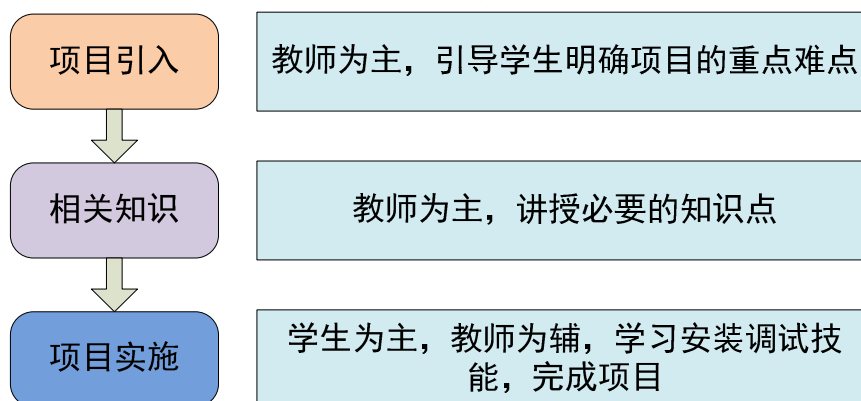 项目引入
教师为主，引导学生明确项目的重点难点
相关知识
教师为主，讲授必要的知识点
项目实施
学生为主，教师为辅，学习安装调试技
能，完成项目